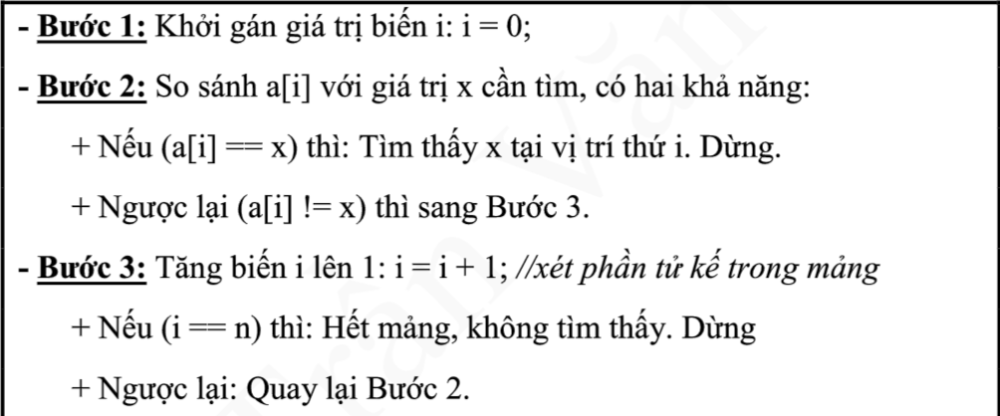 - Bước 1: Khởi gán giá trị biến i: i = 0;
- Bước 2: So sánh a[i] với giá trị x cần tìm, có hai khả năng:
+ Nếu (a[i] == x) thì: Tìm thấy x tại vị trí thứ i. Dừng.
+ Ngược lại (a[i] != x) thì sang Bước 3.
- Bước 3: Tăng biến i lên 1: i = i + 1; //xét phần tử kế trong mảng
+ Nếu (i == n) thì: Hết mảng, không tìm thấy. Dừng
+ Ngược lại: Quay lại Bước 2.